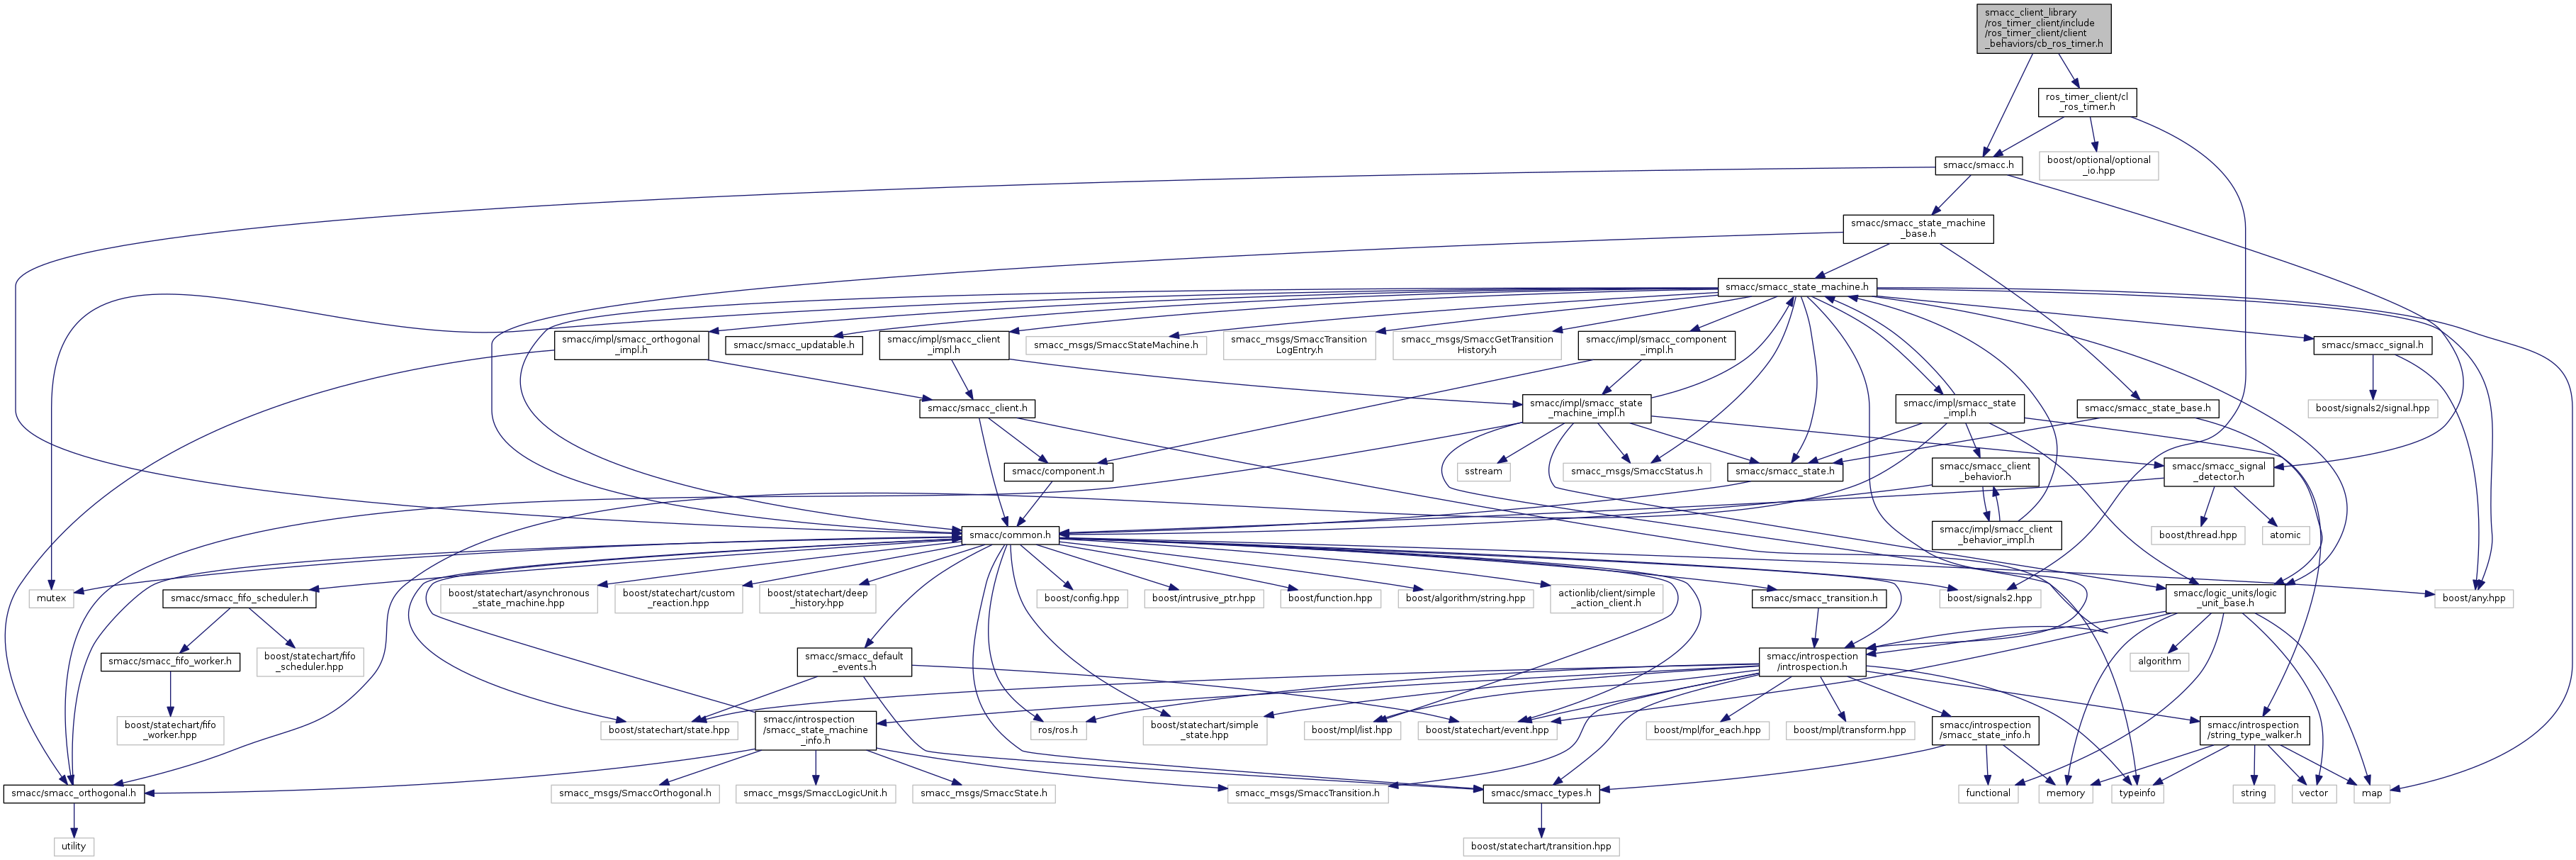 smacc_client_library
/ros_timer_client/include
/ros_timer_client/client
_behaviors/cb_ros_timer.h
ros_timer_client/cl
_ros_timer.h
smacc/smacc.h
boost/optional/optional
_io.hpp
smacc/smacc_state_machine
_base.h
smacc/smacc_state_machine.h
smacc/impl/smacc_orthogonal
_impl.h
smacc/smacc_updatable.h
smacc/impl/smacc_client
_impl.h
smacc_msgs/SmaccStateMachine.h
smacc_msgs/SmaccTransition
LogEntry.h
smacc_msgs/SmaccGetTransition
History.h
smacc/impl/smacc_component
_impl.h
smacc/smacc_signal.h
smacc/smacc_client.h
smacc/impl/smacc_state
_machine_impl.h
smacc/impl/smacc_state
_impl.h
smacc/smacc_state_base.h
boost/signals2/signal.hpp
smacc/component.h
sstream
smacc_msgs/SmaccStatus.h
smacc/smacc_state.h
smacc/smacc_client
_behavior.h
smacc/smacc_signal
_detector.h
smacc/common.h
smacc/impl/smacc_client
_behavior_impl.h
boost/thread.hpp
atomic
mutex
smacc/smacc_fifo_scheduler.h
boost/statechart/asynchronous
_state_machine.hpp
boost/statechart/custom
_reaction.hpp
boost/statechart/deep
_history.hpp
boost/config.hpp
boost/intrusive_ptr.hpp
boost/function.hpp
boost/algorithm/string.hpp
actionlib/client/simple
_action_client.h
smacc/smacc_transition.h
boost/signals2.hpp
smacc/logic_units/logic
_unit_base.h
boost/any.hpp
smacc/smacc_fifo_worker.h
boost/statechart/fifo
_scheduler.hpp
smacc/smacc_default
_events.h
smacc/introspection
/introspection.h
algorithm
boost/statechart/fifo
_worker.hpp
boost/statechart/state.hpp
smacc/introspection
/smacc_state_machine
_info.h
ros/ros.h
boost/statechart/simple
_state.hpp
boost/mpl/list.hpp
boost/statechart/event.hpp
boost/mpl/for_each.hpp
boost/mpl/transform.hpp
smacc/introspection
/smacc_state_info.h
smacc/introspection
/string_type_walker.h
smacc/smacc_orthogonal.h
smacc_msgs/SmaccOrthogonal.h
smacc_msgs/SmaccLogicUnit.h
smacc_msgs/SmaccState.h
smacc_msgs/SmaccTransition.h
smacc/smacc_types.h
functional
memory
typeinfo
string
vector
map
utility
boost/statechart/transition.hpp